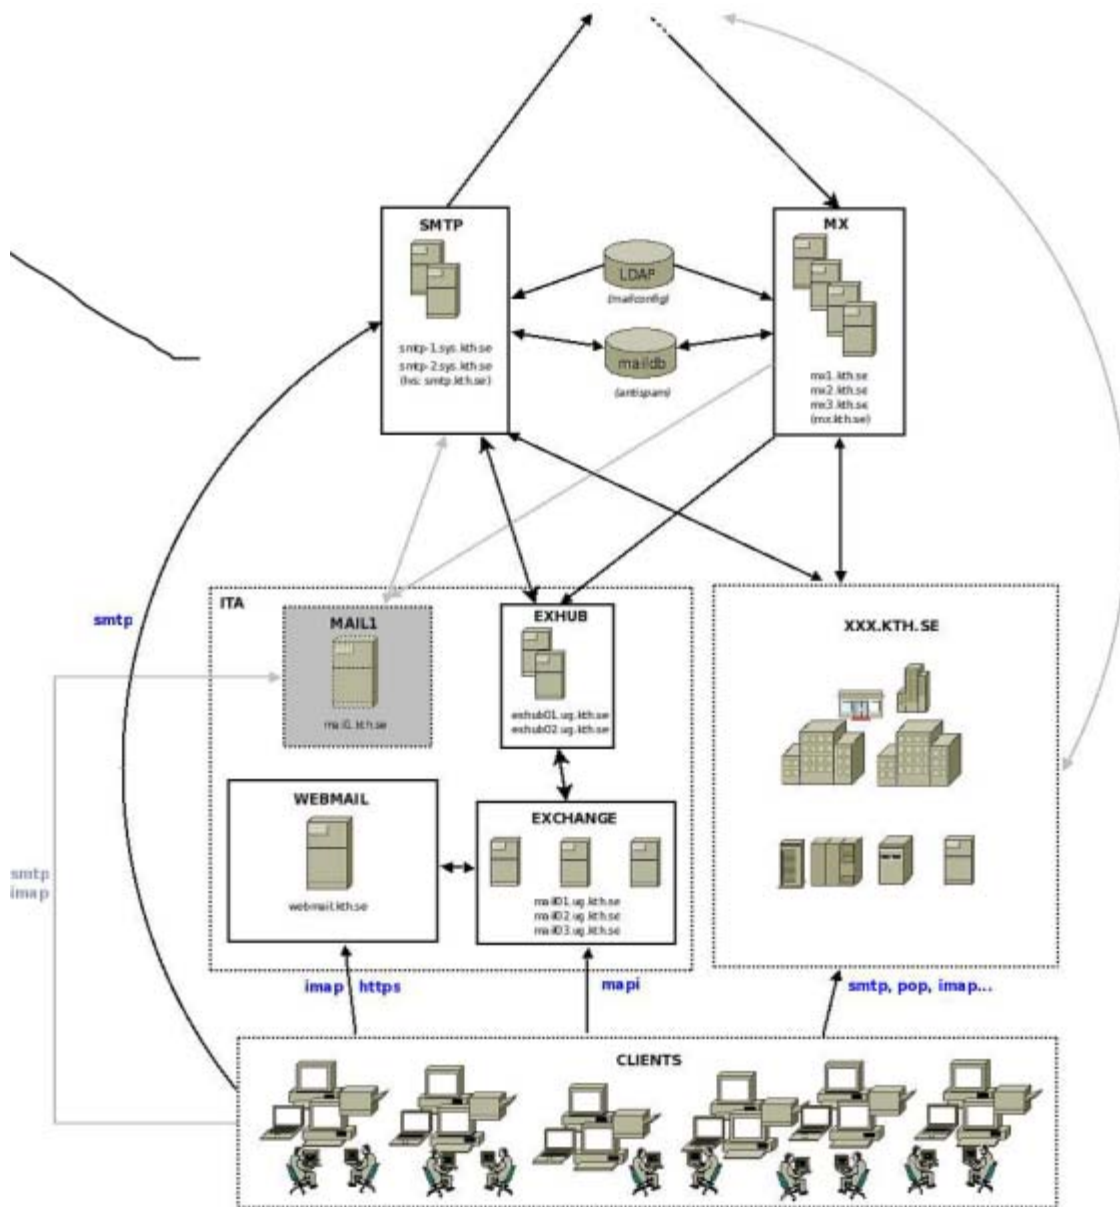 SMTP
smtp-1.sys.kth.se
smtp-2.sys.kth.se
(lvs: smtp.kth.se)
LDAP
(mailconfig)
maildb
(antispam)
MX
mx1.kth.se
mx2.kth.se
mx3.kth.se
(mx.kth.se)
smtp
ITA
MAIL1
mail1.kth.se
EXHUB
exhub01.ug.kth.se
exhub02.ug.kth.se
XXX.KTH.SE
WEBMAIL
webmail.kth.se
EXCHANGE
mail01.ug.kth.se
mail02.ug.kth.se
mail03.ug.kth.se
smtp
imap
imap https
mapi
smtp, pop, imap...
CLIENTS